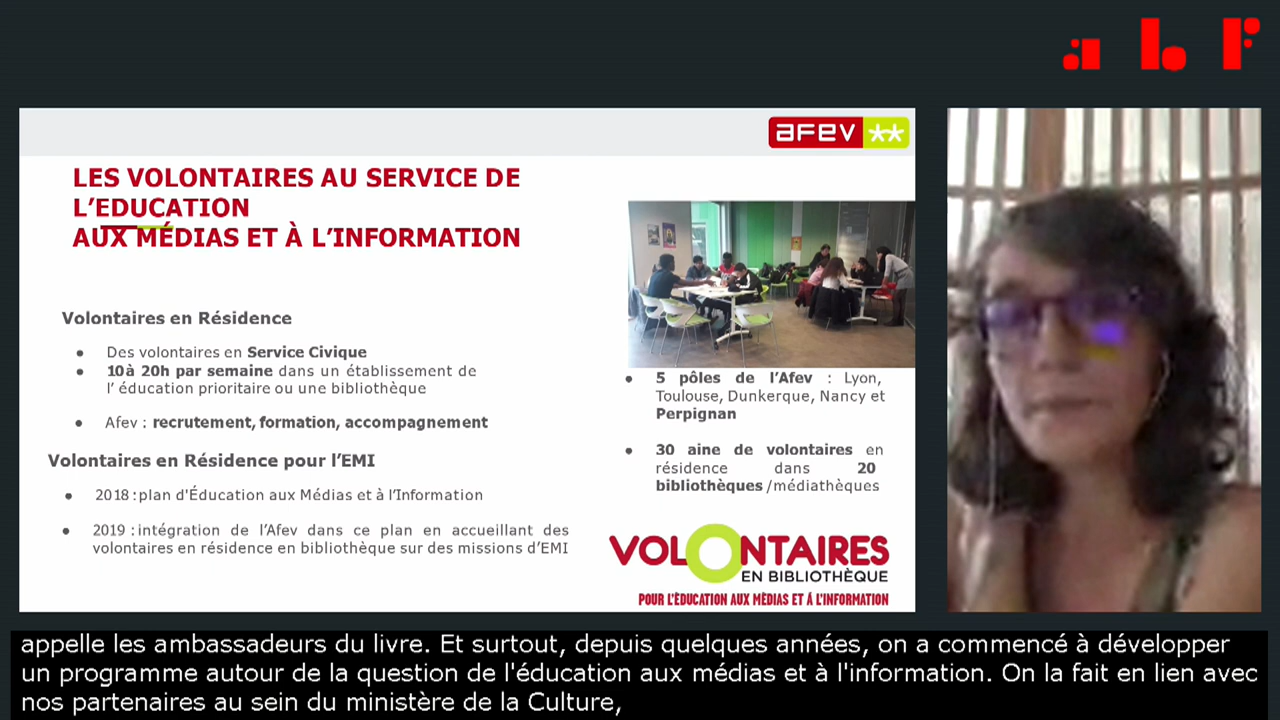 abf
afev
LES VOLONTAIRES AU SERVICE DE
L’EDUCATION
AUX MÉDIAS ET À L’INFORMATION
Volontaires en Résidence
● Des volontaires en Service Civique
● 10à 20h par semaine dans un établissement de
l’ éducation prioritaire ou une bibliothèque
● Afev : recrutement, formation, accompagnement
Volontaires en Résidence pour l’EMI
● 2018 : plan d'Éducation aux Médias et à l’Information
● 2019 : intégration de l’Afev dans ce plan en accueillant des
volontaires en résidence en bibliothèque sur des missions d’EMI
● 5 pôles de l’Afev : Lyon,
Toulouse, Dunkerque, Nancy et
Perpignan
● 30 aine de volontaires en
résidence dans 20
bibliothèques /médiathèques
VOLONTAIRES
EN BIBLIOTHÈQUE
POUR L'ÉDUCATION AUX MÉDIAS ET Á L'INFORMATION
appelle les ambassadeurs du livre. Et surtout, depuis quelques années, on a commencé à développer
un programme autour de la question de l'éducation aux médias et à l'information. On la fait en lien avec
nos partenaires au sein du ministère de la Culture,